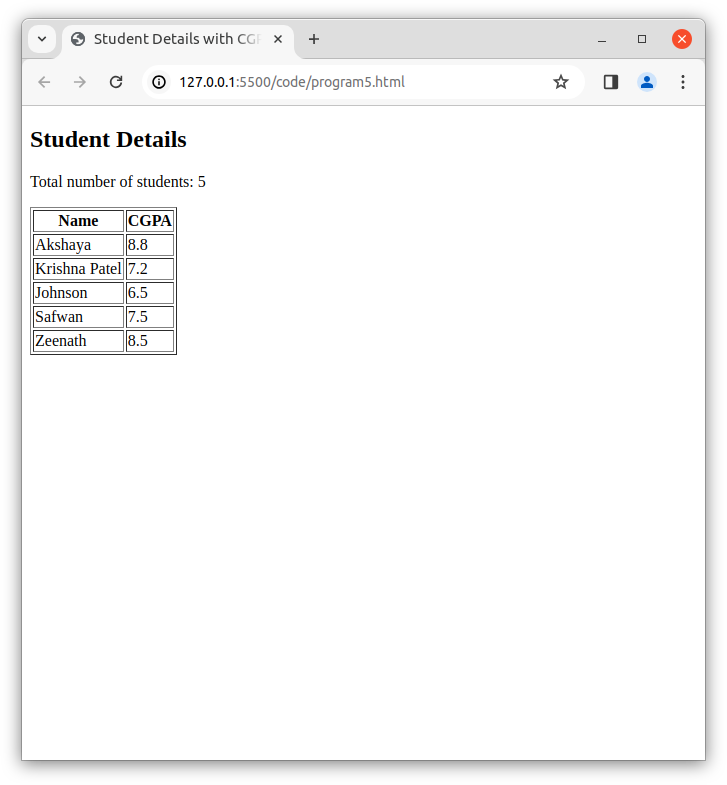 Student Details with CG
127.0.0.1:5500/code/program5.html
Student Details
Total number of students: 5
Name CGPA
Akshaya 8.8
Krishna Patel 7.2
Johnson 6.5
Safwan 7.5
Zeenath 8.5